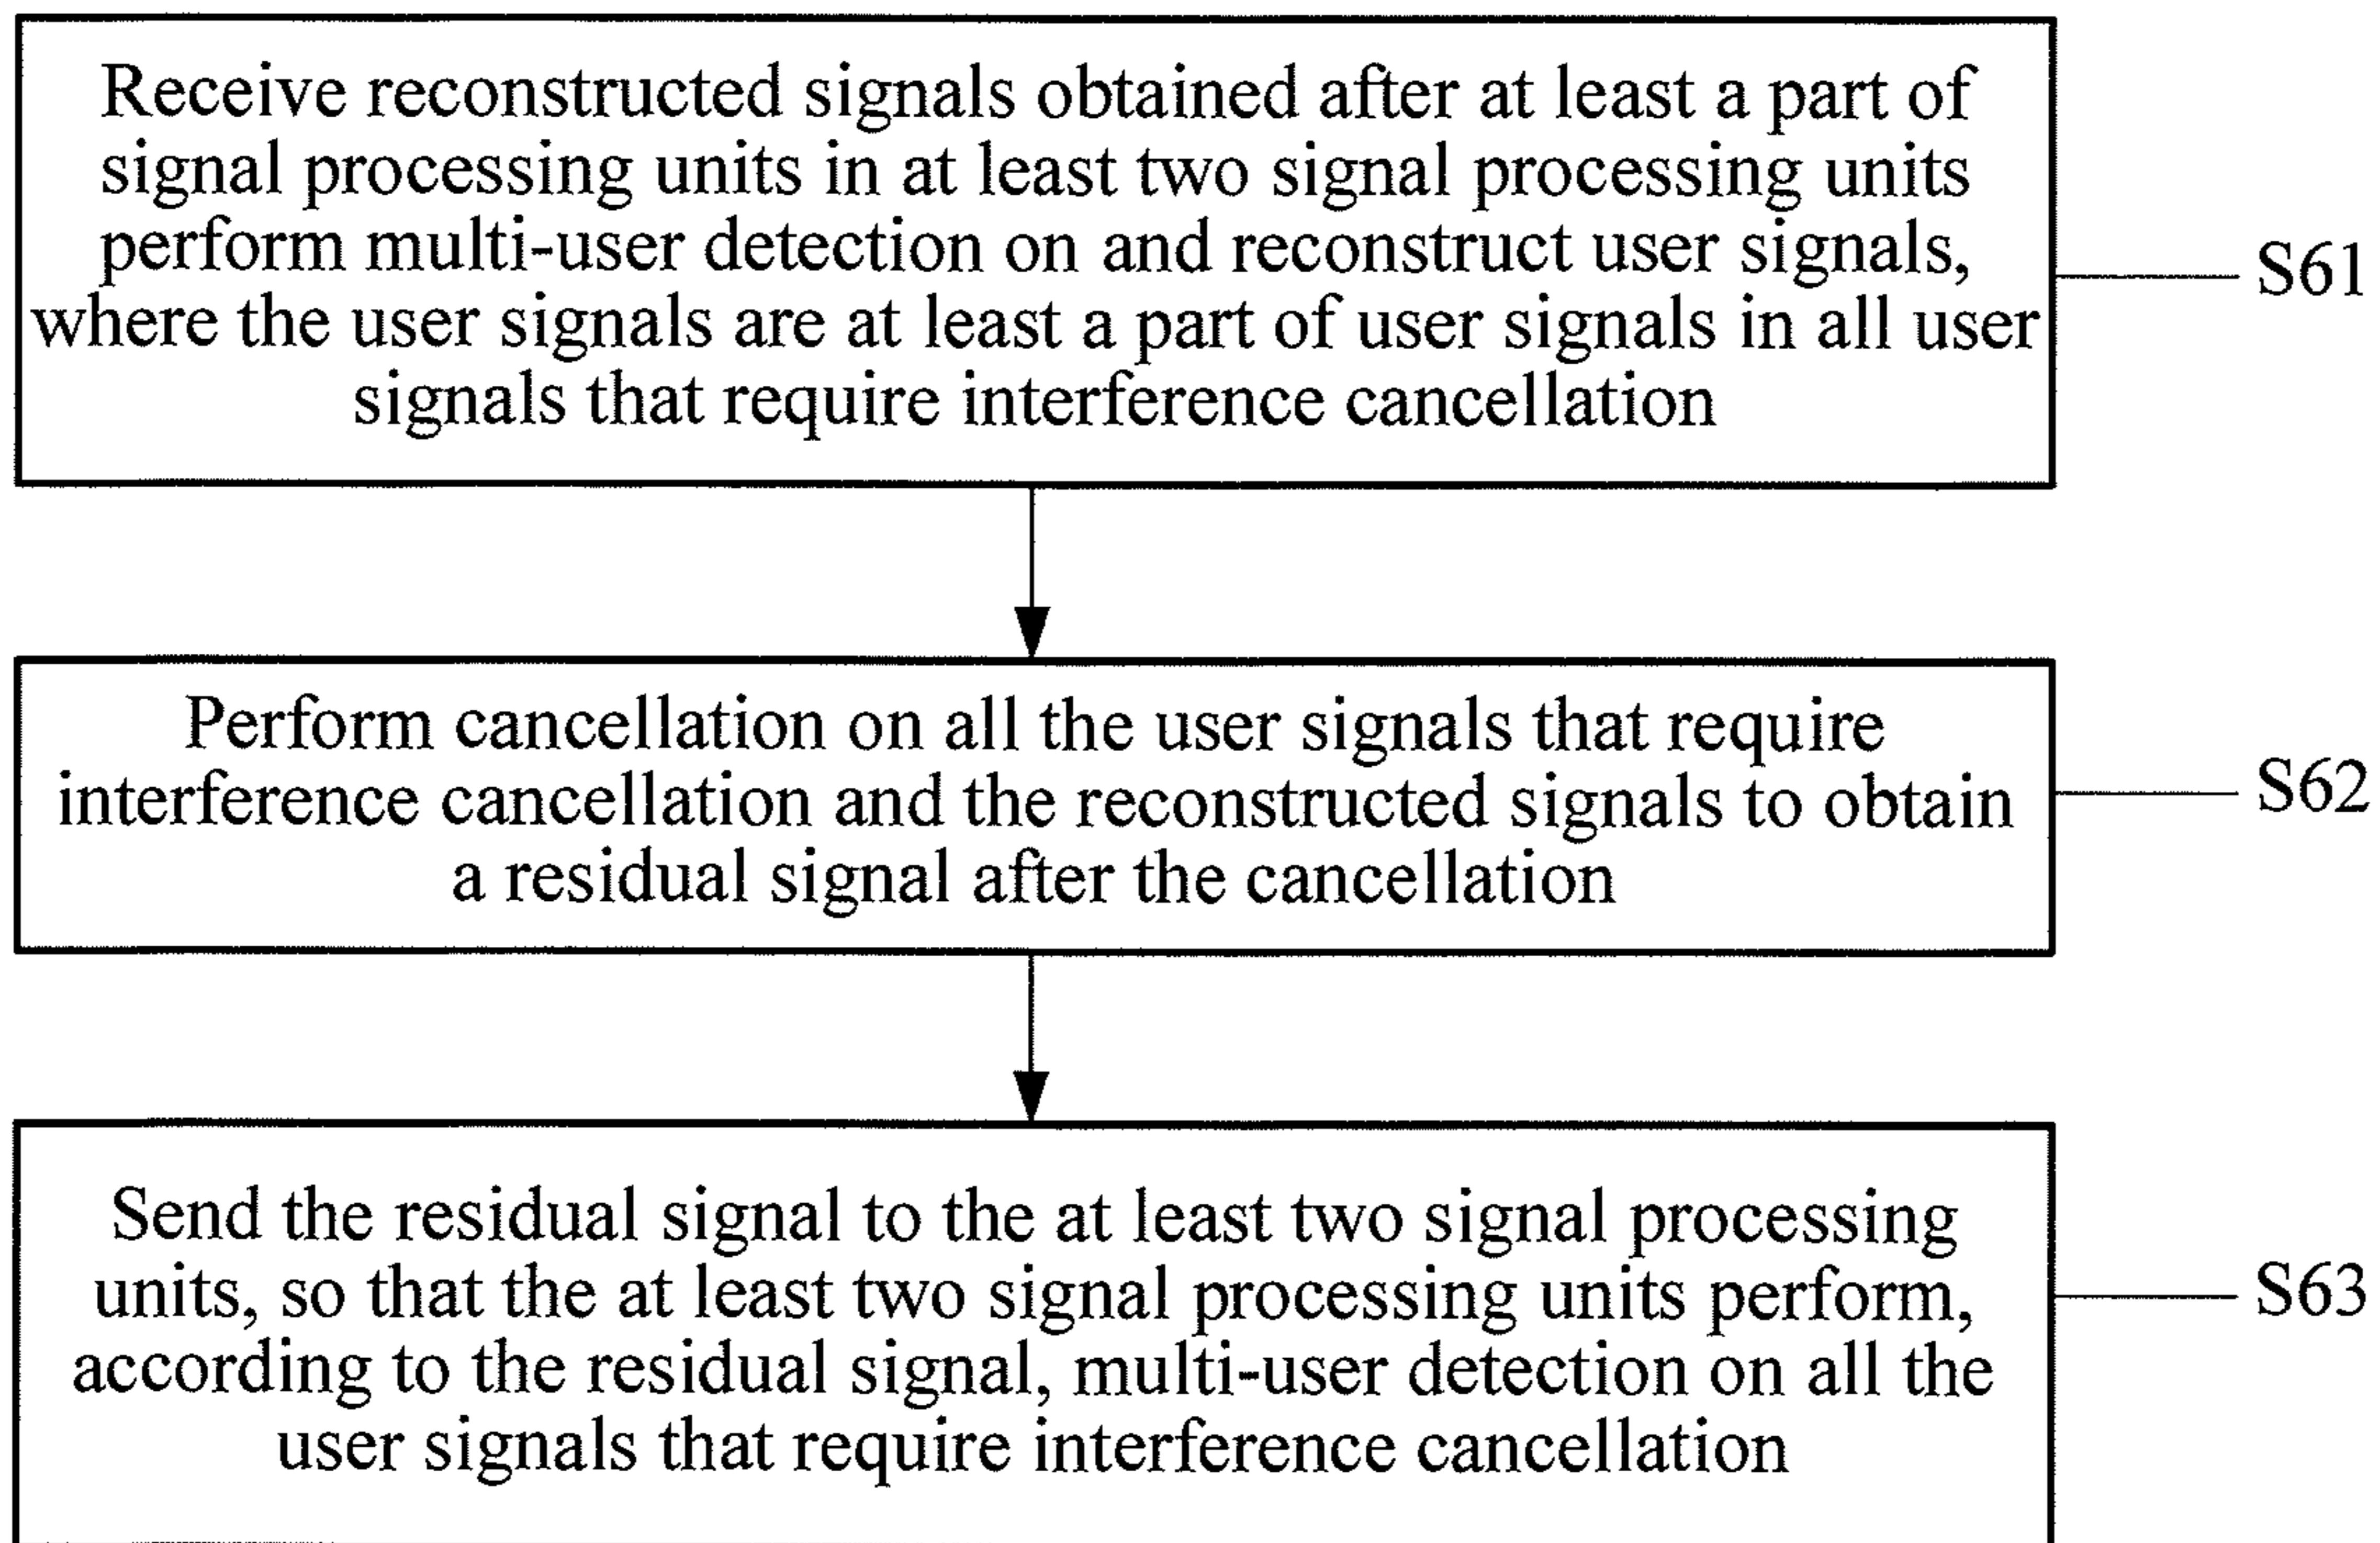 Receive reconstructed signals obtained after at least a part of
signal processing units in at least two signal processing units
perform multi-user detection on and reconstruct user signals,
where the user signals are at least a part of user signals in all user
signals that require interference cancellation
S61
Perform cancellation on all the user signals that require
interference cancellation and the reconstructed signals to obtain
a residual signal after the cancellation
S62
Send the residual signal to the at least two signal processing
units, so that the at least two signal processing units perform,
according to the residual signal, multi-user detection on all the
user signals that require interference cancellation
S63